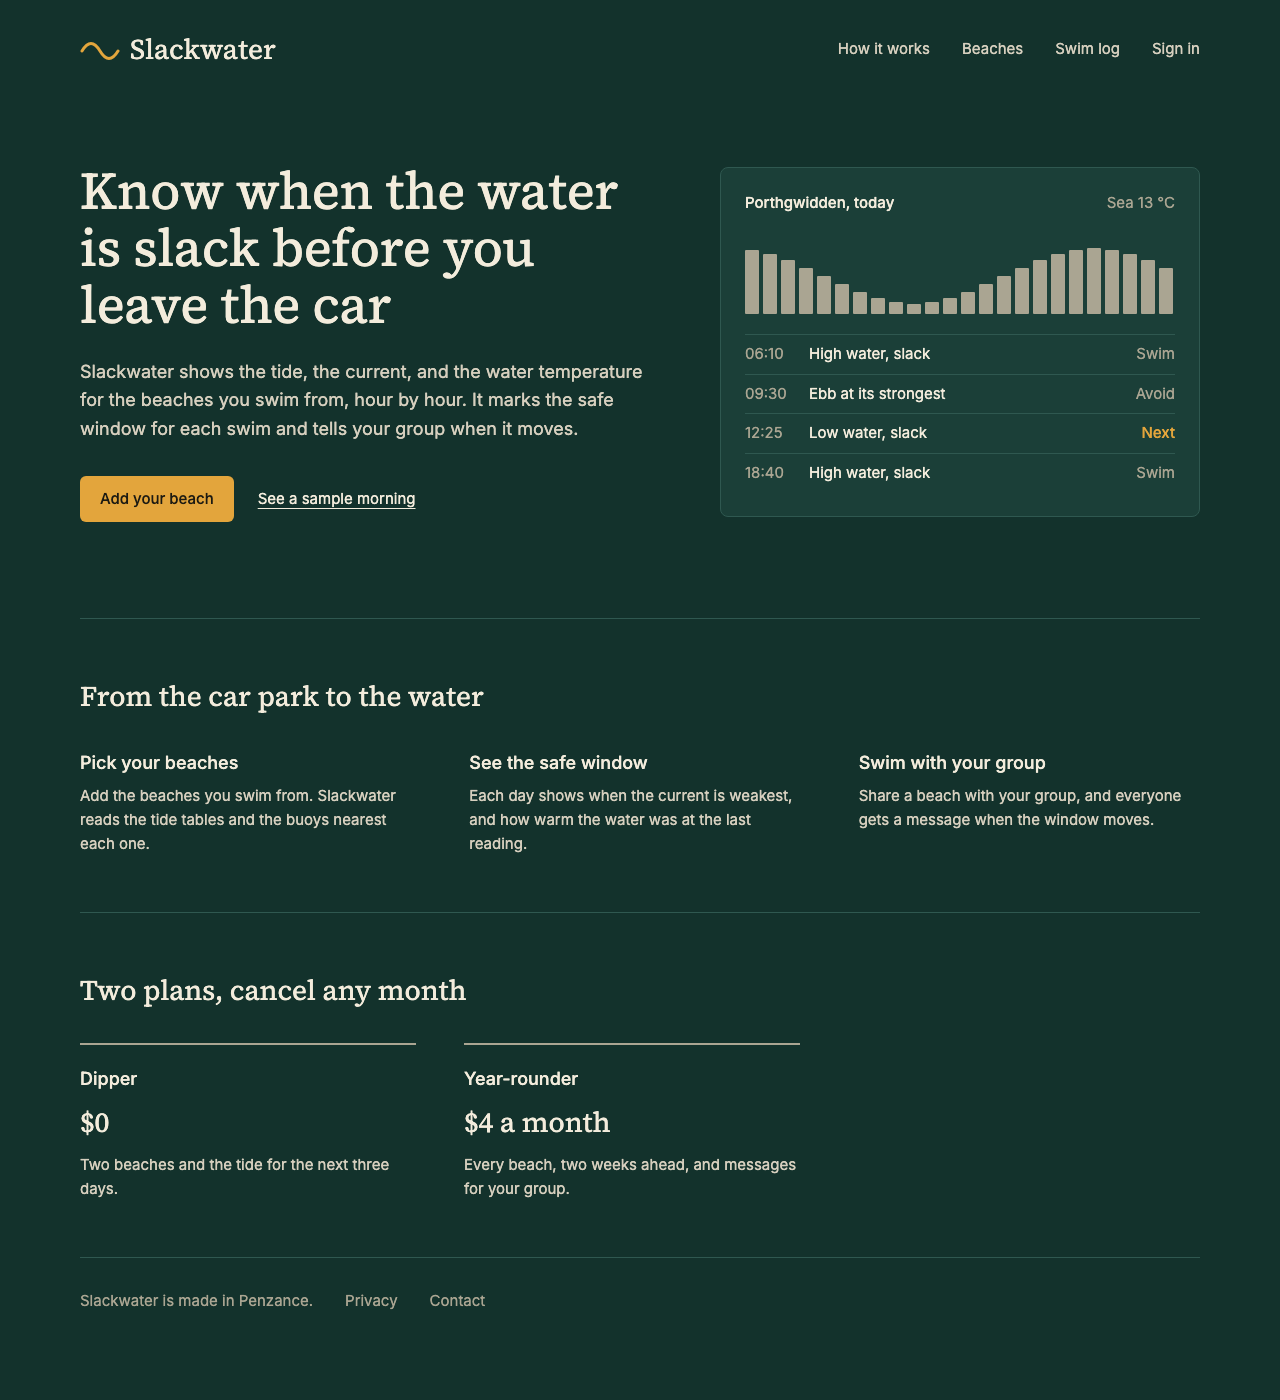 Slackwater
How it works
Beaches
Swim log
Sign in
Know when the water
is slack before you
leave the car
Slackwater shows the tide, the current, and the water temperature
for the beaches you swim from, hour by hour. It marks the safe
window for each swim and tells your group when it moves.
Add your beach
See a sample morning
Porthgwidden, today
Sea 13 °C
06:10 High water, slack Swim
09:30 Ebb at its strongest Avoid
12:25 Low water, slack Next
18:40 High water, slack Swim
From the car park to the water
Pick your beaches
Add the beaches you swim from. Slackwater
reads the tide tables and the buoys nearest
each one.
See the safe window
Each day shows when the current is weakest,
and how warm the water was at the last
reading.
Swim with your group
Share a beach with your group, and everyone
gets a message when the window moves.
Two plans, cancel any month
Dipper
$0
Two beaches and the tide for the next three
days.
Year-rounder
$4 a month
Every beach, two weeks ahead, and messages
for your group.
Slackwater is made in Penzance.
Privacy
Contact